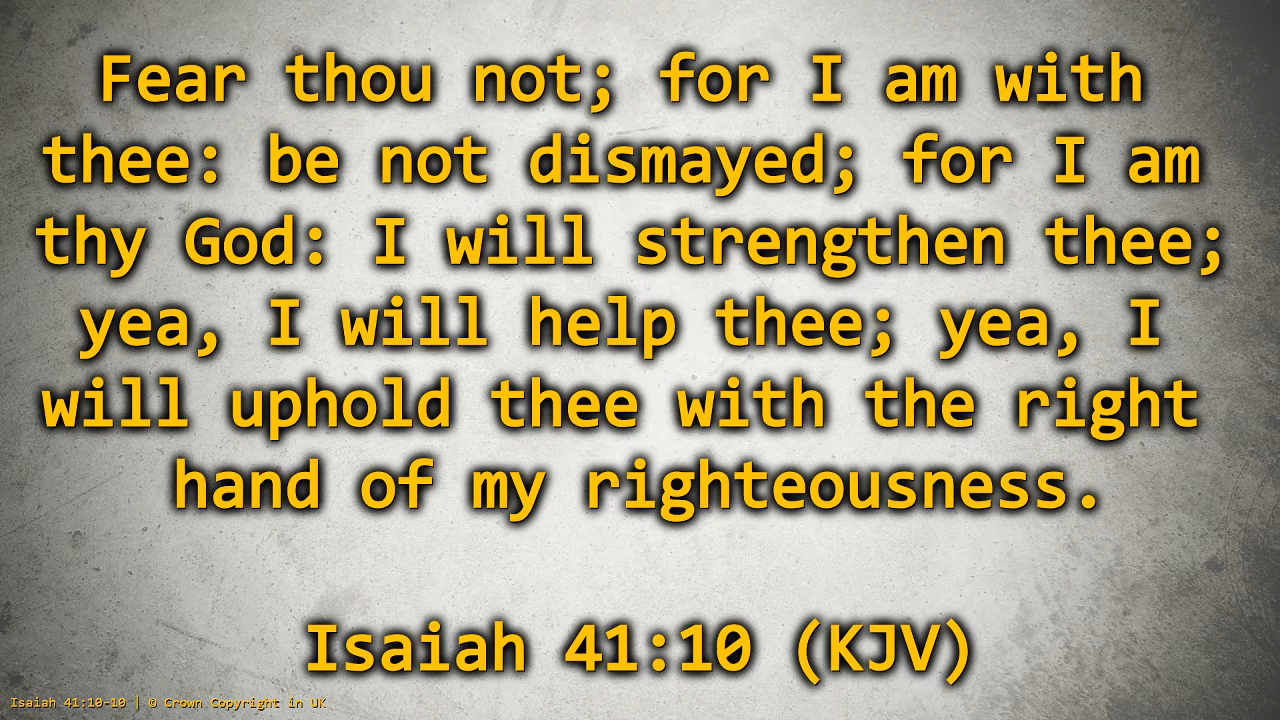 Fear thou not; for I am with
thee: be not dismayed; for I am
thy God: I will strengthen thee;
yea, I will help thee; yea, I
will uphold thee with the right
hand of my righteousness.
Isaiah 41:10 (KJV)
Isaiah 41:10-10 | © Crown Copyright in UK